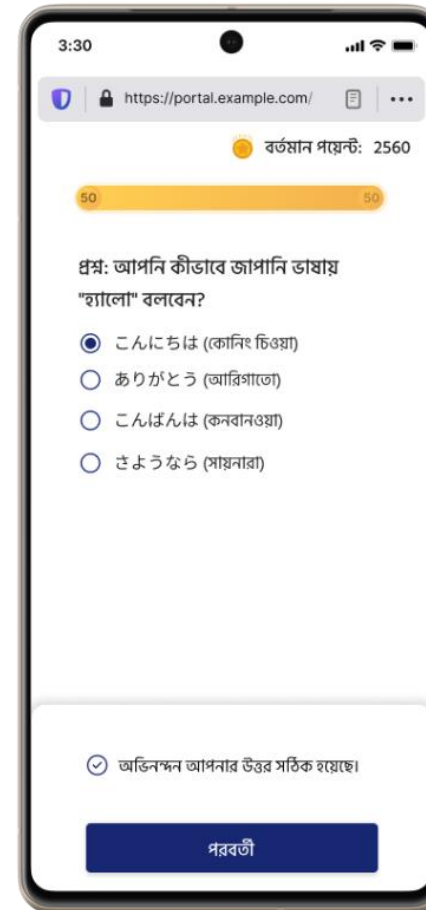 3:30
https://portal.example.com/
বর্তমান পয়েন্ট: 2560
50 50
প্রশ্ন: আপনি কীভাবে জাপানি ভাষায়
"হ্যালো" বলবেন?
こんにちは (কোনিং চিওয়া)
ありがとう (আরিগাতো)
こんばんは (কনবানওয়া)
さようなら (সায়নারা)
অভিনন্দন আপনার উত্তর সঠিক হয়েছে।
পরবর্তী